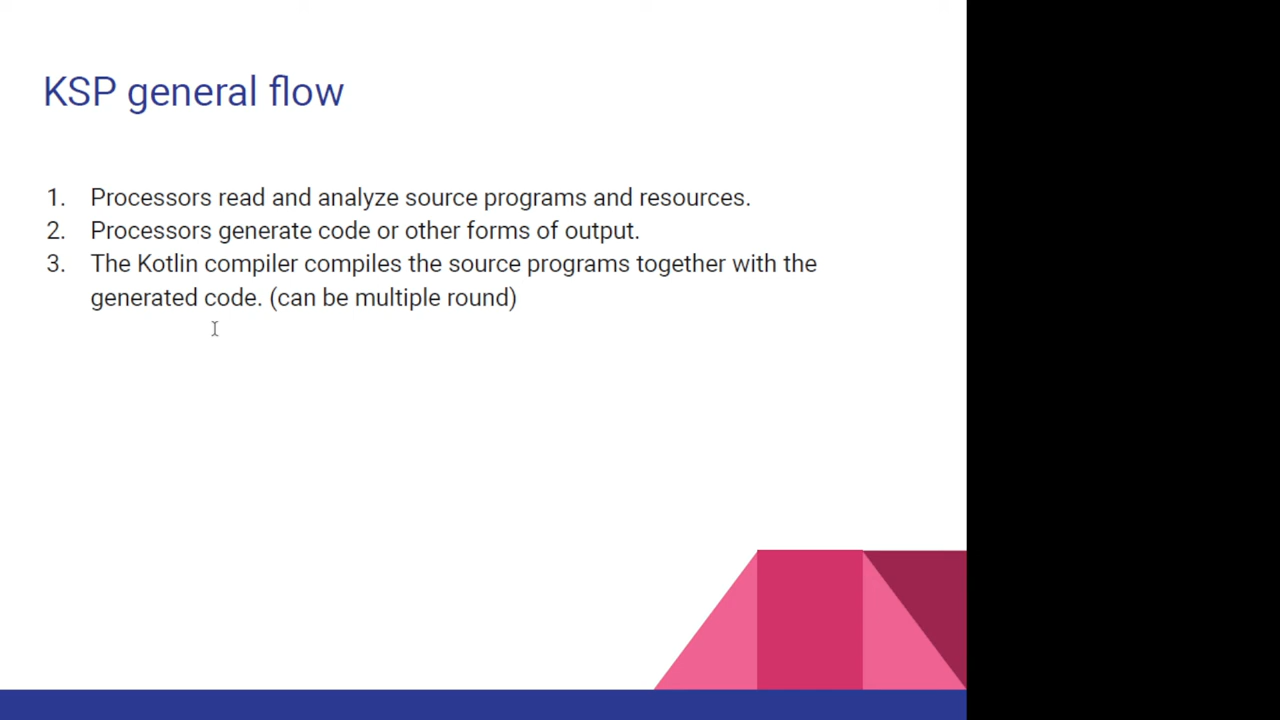 KSP general flow
1. Processors read and analyze source programs and resources.
2. Processors generate code or other forms of output.
3. The Kotlin compiler compiles the source programs together with the
generated code. (can be multiple round)